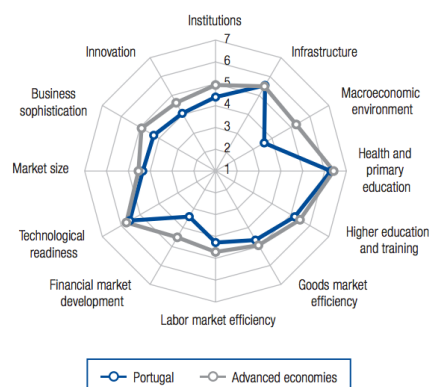 Institutions
Infrastructure
Macroeconomic
environment
Health and
primary
education
Higher education
and training
Goods market
efficiency
Labor market efficiency
Financial market
development
Technological
readiness
Market size
Business
sophistication
Innovation
7
6
5
4
3
2
1
Portugal
Advanced economies